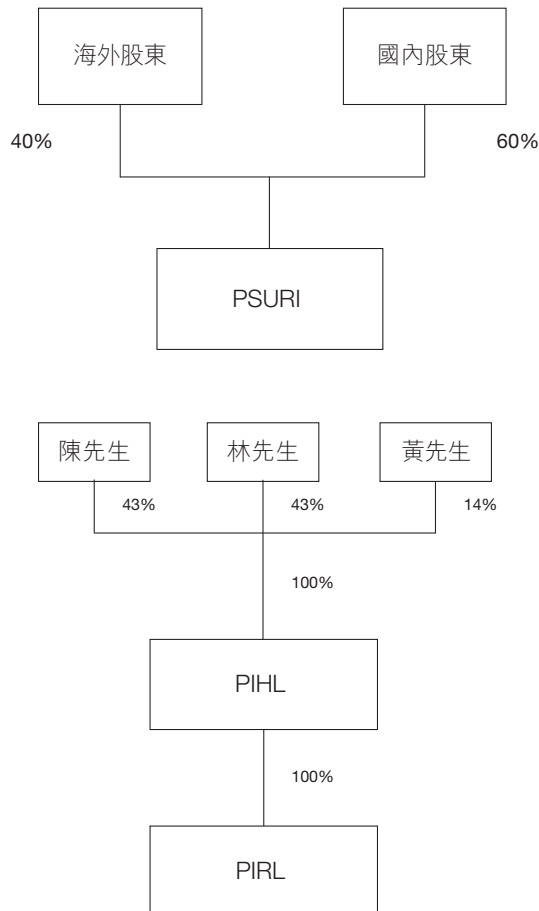 海外股東 國內股東
40% 60%
PSURI
陳先生 林先生 黃先生
43% 43% 14%
100%
PIHL
100%
PIRL